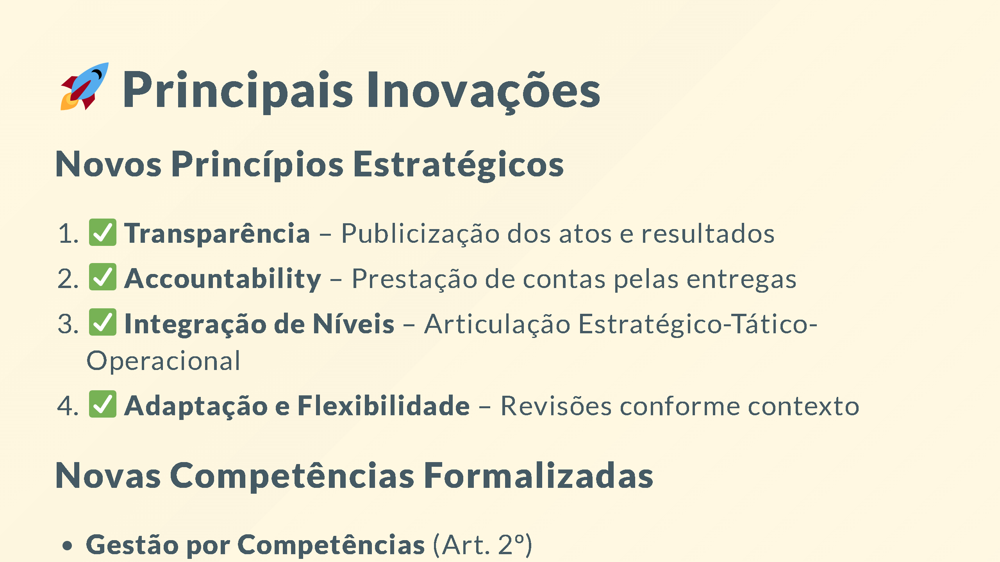 🚀 Principais Inovações
Novos Princípios Estratégicos
1. ✅ Transparência – Publicização dos atos e resultados
2. ✅ Accountability – Prestação de contas pelas entregas
3. ✅ Integração de Níveis – Articulação Estratégico-Tático-
Operacional
4. ✅ Adaptação e Flexibilidade – Revisões conforme contexto
Novas Competências Formalizadas
• Gestão por Competências (Art. 2º)